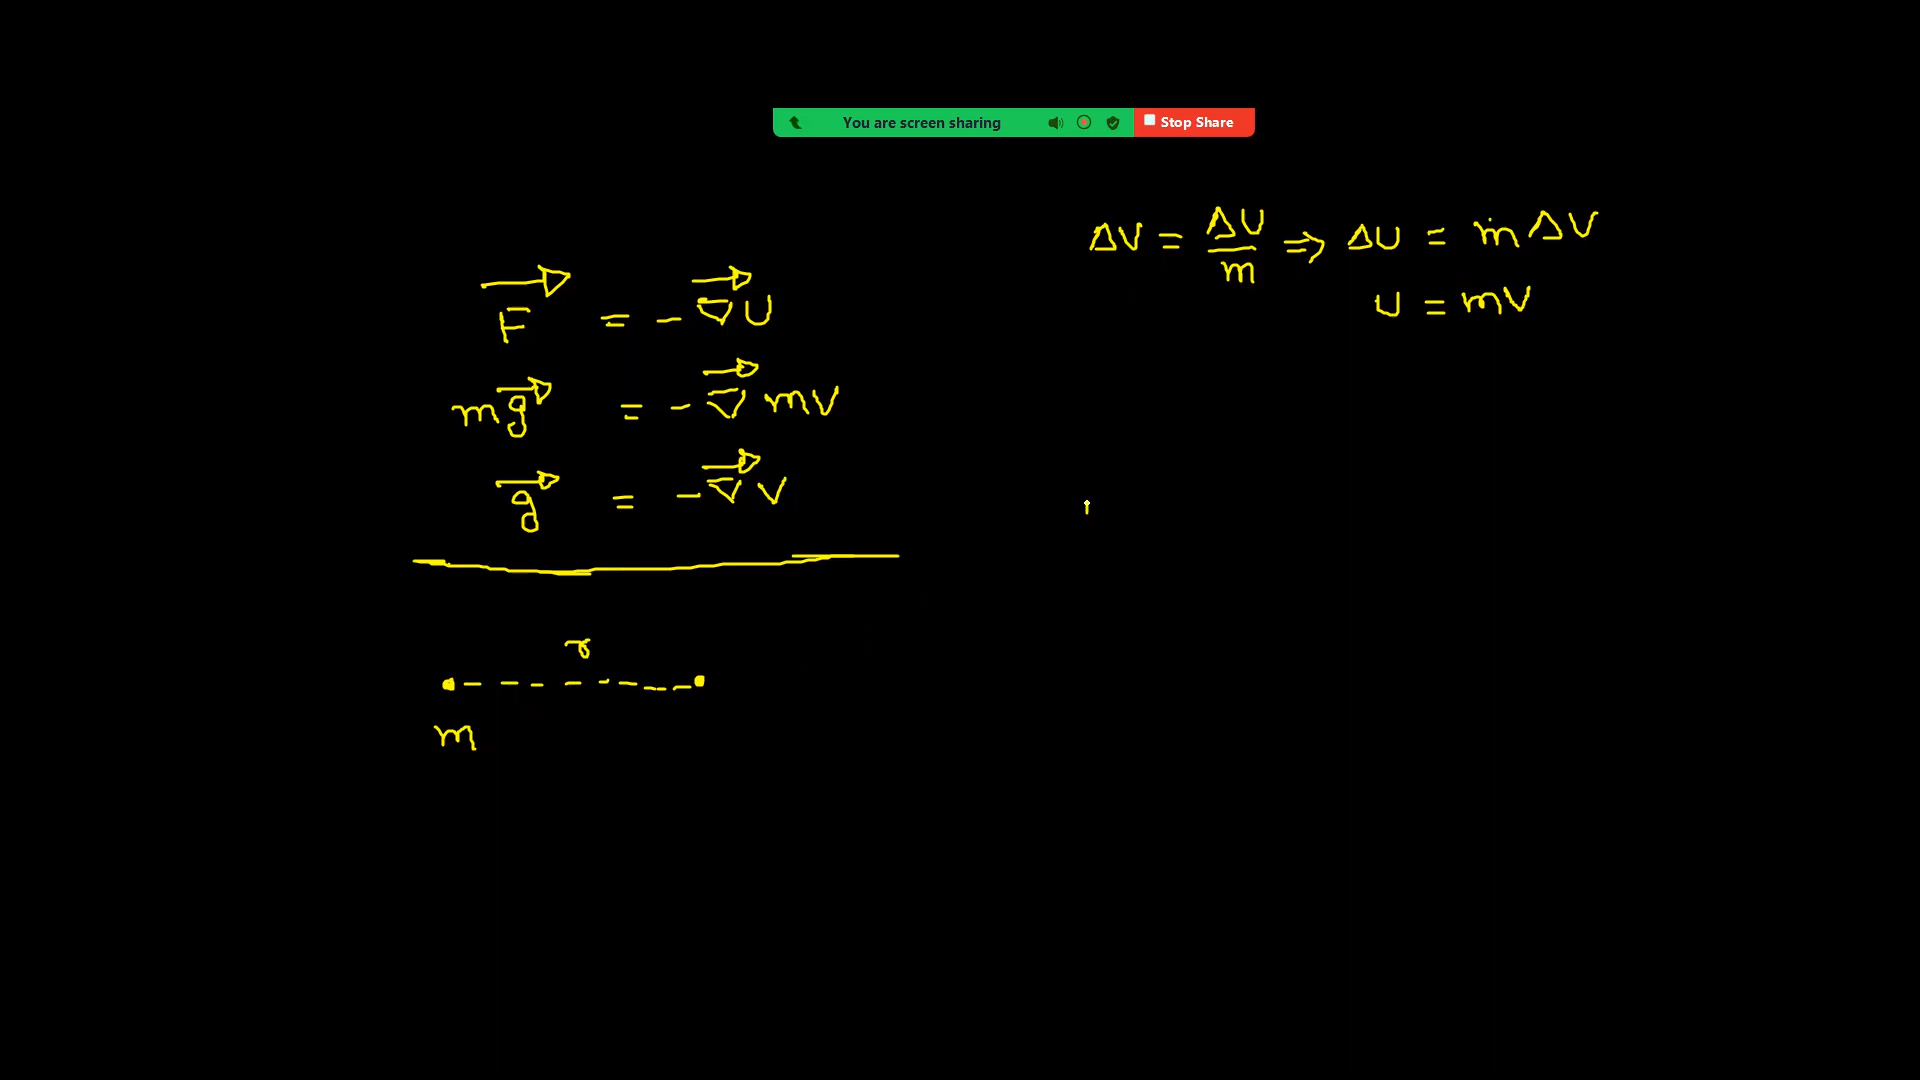 You are screen sharing Stop Share
ΔV = ΔU/m ⇒ ΔU = mΔV
U = mV
F⃗ = -∇⃗U
mg⃗ = -∇⃗mV
g⃗ = -∇⃗V
r
m